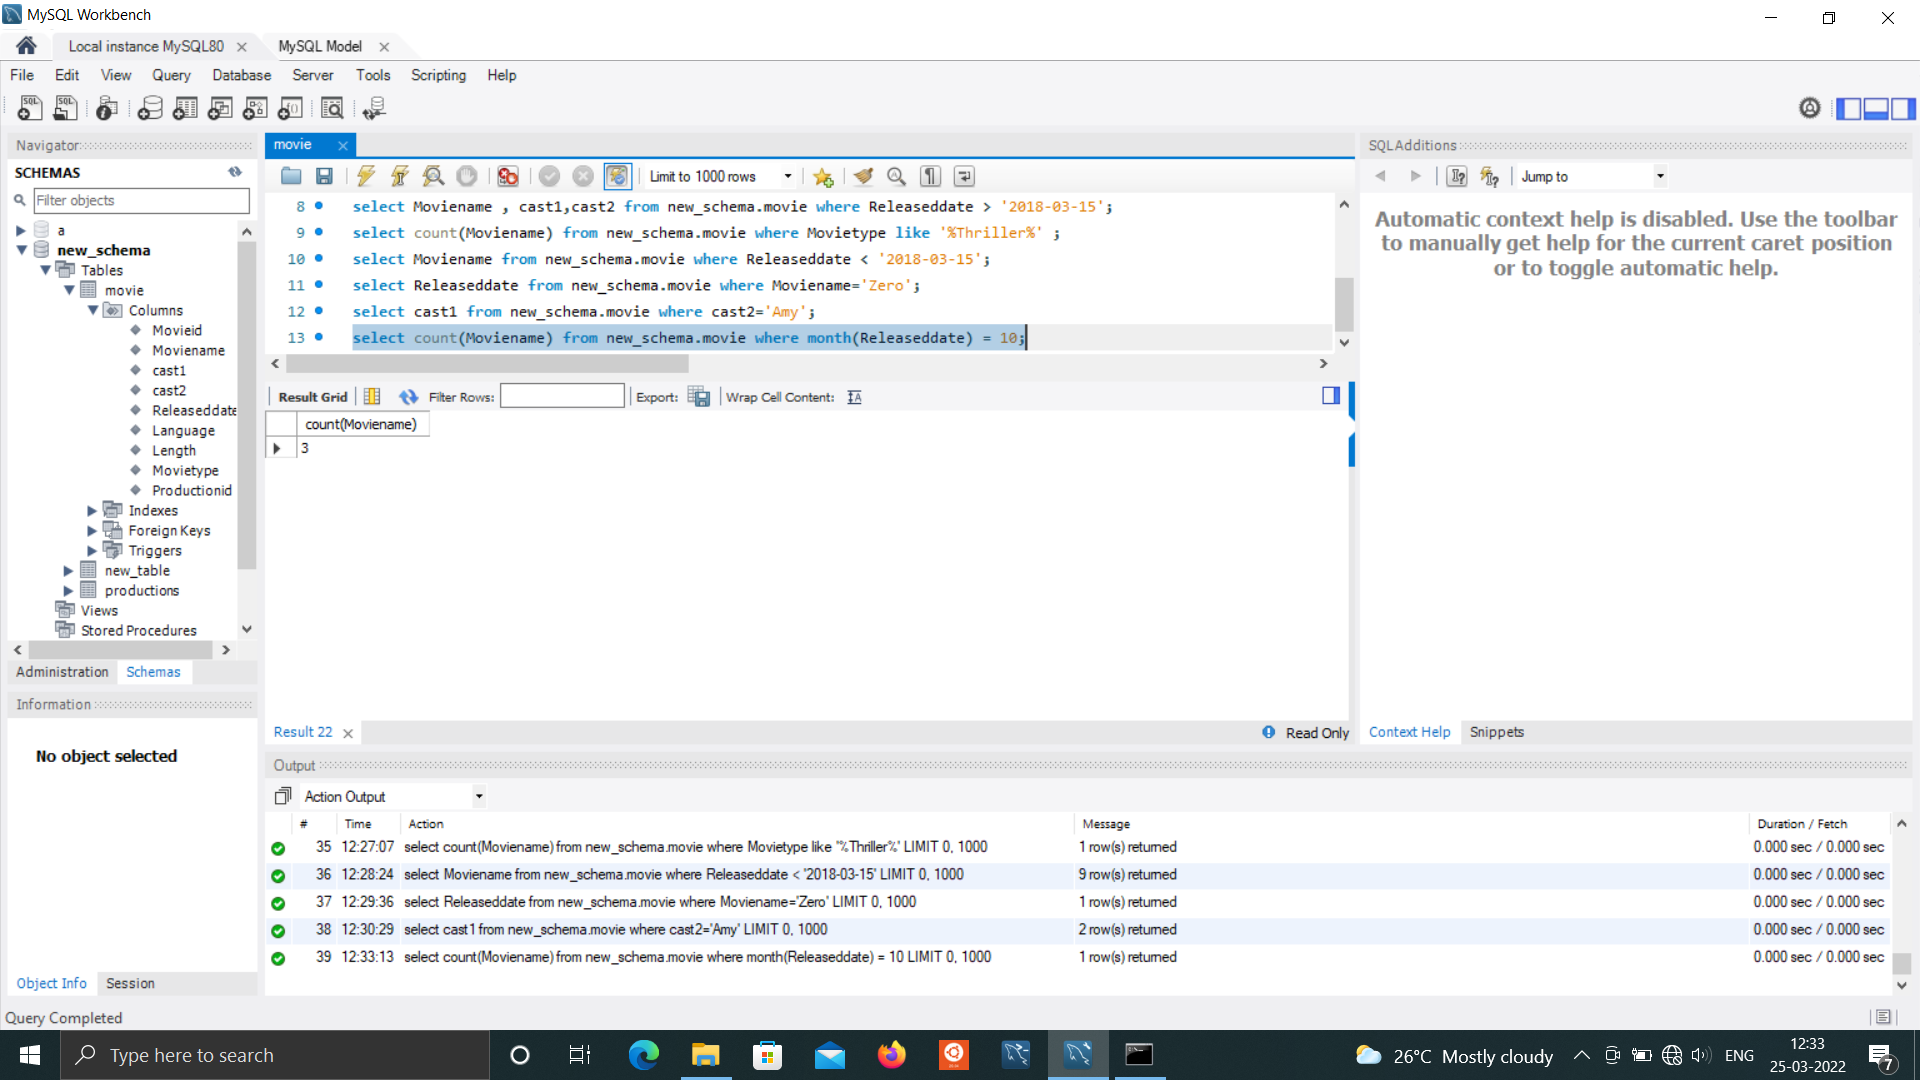 MySQL Workbench
Local instance MySQL80
MySQL Model
File Edit View Query Database Server Tools Scripting Help
Navigator
SCHEMAS
Filter objects
a
new_schema
Tables
movie
Columns
Movieid
Moviename
cast1
cast2
Releaseddate
Language
Length
Movietype
Productionid
Indexes
Foreign Keys
Triggers
new_table
productions
Views
Stored Procedures
Administration Schemas
Information
No object selected
Object Info Session
Query Completed
movie
Limit to 1000 rows
8 select Moviename , cast1,cast2 from new_schema.movie where Releaseddate > '2018-03-15';
9 select count(Moviename) from new_schema.movie where Movietype like '%Thriller%' ;
10 select Moviename from new_schema.movie where Releaseddate < '2018-03-15';
11 select Releaseddate from new_schema.movie where Moviename='Zero';
12 select cast1 from new_schema.movie where cast2='Amy';
13 select count(Moviename) from new_schema.movie where month(Releaseddate) = 10;
Result Grid Filter Rows: Export: Wrap Cell Content:
count(Moviename)
3
Result 22
Read Only
SQLAdditions
Jump to
Automatic context help is disabled. Use the toolbar
to manually get help for the current caret position
or to toggle automatic help.
Context Help Snippets
Output
Action Output
# Time Action Message Duration / Fetch
35 12:27:07 select count(Moviename) from new_schema.movie where Movietype like '%Thriller%' LIMIT 0, 1000 1 row(s) returned 0.000 sec / 0.000 sec
36 12:28:24 select Moviename from new_schema.movie where Releaseddate < '2018-03-15' LIMIT 0, 1000 9 row(s) returned 0.000 sec / 0.000 sec
37 12:29:36 select Releaseddate from new_schema.movie where Moviename='Zero' LIMIT 0, 1000 1 row(s) returned 0.000 sec / 0.000 sec
38 12:30:29 select cast1 from new_schema.movie where cast2='Amy' LIMIT 0, 1000 2 row(s) returned 0.000 sec / 0.000 sec
39 12:33:13 select count(Moviename) from new_schema.movie where month(Releaseddate) = 10 LIMIT 0, 1000 1 row(s) returned 0.000 sec / 0.000 sec
Type here to search
26°C Mostly cloudy
ENG
12:33
25-03-2022
7